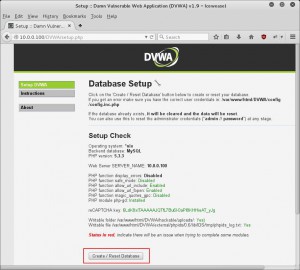 Setup :: Damn Vulnerable Web Application (DVWA) v1.9 - Iceweasel
Setup :: Damn Vulnerable...
10.0.0.100/DVWA/setup.php
Search
DVWA
Setup DVWA
Instructions
About
Database Setup
Click on the 'Create / Reset Database' button below to create or reset your database.
If you get an error make sure you have the correct user credentials in: /var/www/html/DVWA/config
/config.inc.php
If the database already exists, it will be cleared and the data will be reset.
You can also use this to reset the administrator credentials ("admin // password") at any stage.
Setup Check
Operating system: *nix
Backend database: MySQL
PHP version: 5.3.3
Web Server SERVER_NAME: 10.0.0.100
PHP function display_errors: Disabled
PHP function safe_mode: Disabled
PHP function allow_url_include: Enabled
PHP function allow_url_fopen: Enabled
PHP function magic_quotes_gpc: Disabled
PHP module php-gd: Installed
reCAPTCHA key:
Writable folder /var/www/html/DVWA/hackable/uploads/: Yes)
Writable file /var/www/html/DVWA/external/phpids/0.6/lib/IDS/tmp/phpids_log.txt: Yes
Status in red, indicate there will be an issue when trying to complete some modules.
Create / Reset Database